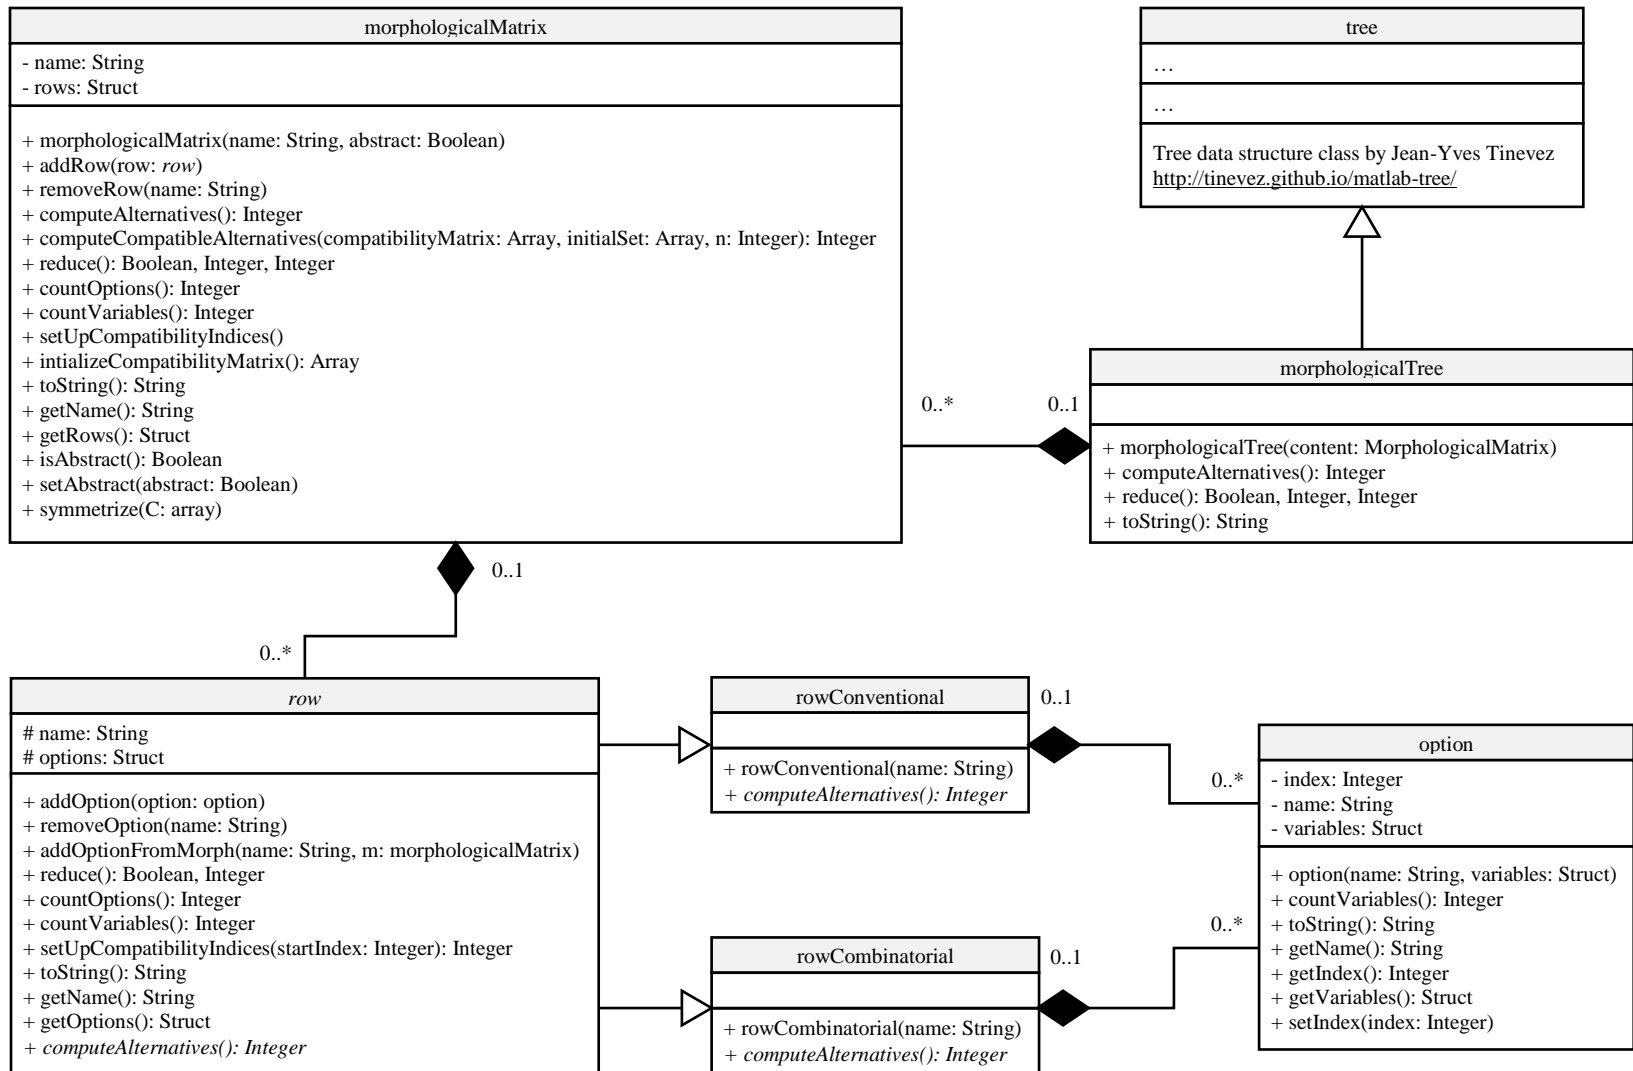 morphologicalMatrix
- name: String
- rows: Struct
+ morphologicalMatrix(name: String, abstract: Boolean)
+ addRow(row: row)
+ removeRow(name: String)
+ computeAlternatives(): Integer
+ computeCompatibleAlternatives(compatibilityMatrix: Array, initialSet: Array, n: Integer): Integer
+ reduce(): Boolean, Integer, Integer
+ countOptions(): Integer
+ countVariables(): Integer
+ setUpCompatibilityIndices()
+ intializeCompatibilityMatrix(): Array
+ toString(): String
+ getName(): String
+ getRows(): Struct
+ isAbstract(): Boolean
+ setAbstract(abstract: Boolean)
+ symmetrize(C: array)
tree
…
…
Tree data structure class by Jean-Yves Tinevez
http://tinevez.github.io/matlab-tree/
0..*
0..1
morphologicalTree
+ morphologicalTree(content: MorphologicalMatrix)
+ computeAlternatives(): Integer
+ reduce(): Boolean, Integer, Integer
+ toString(): String
0..1
0..*
row
# name: String
# options: Struct
+ addOption(option: option)
+ removeOption(name: String)
+ addOptionFromMorph(name: String, m: morphologicalMatrix)
+ reduce(): Boolean, Integer
+ countOptions(): Integer
+ countVariables(): Integer
+ setUpCompatibilityIndices(startIndex: Integer): Integer
+ toString(): String
+ getName(): String
+ getOptions(): Struct
+ computeAlternatives(): Integer
rowConventional
+ rowConventional(name: String)
+ computeAlternatives(): Integer
0..1
0..*
rowCombinatorial
+ rowCombinatorial(name: String)
+ computeAlternatives(): Integer
0..1
0..*
option
- index: Integer
- name: String
- variables: Struct
+ option(name: String, variables: Struct)
+ countVariables(): Integer
+ toString(): String
+ getName(): String
+ getIndex(): Integer
+ getVariables(): Struct
+ setIndex(index: Integer)